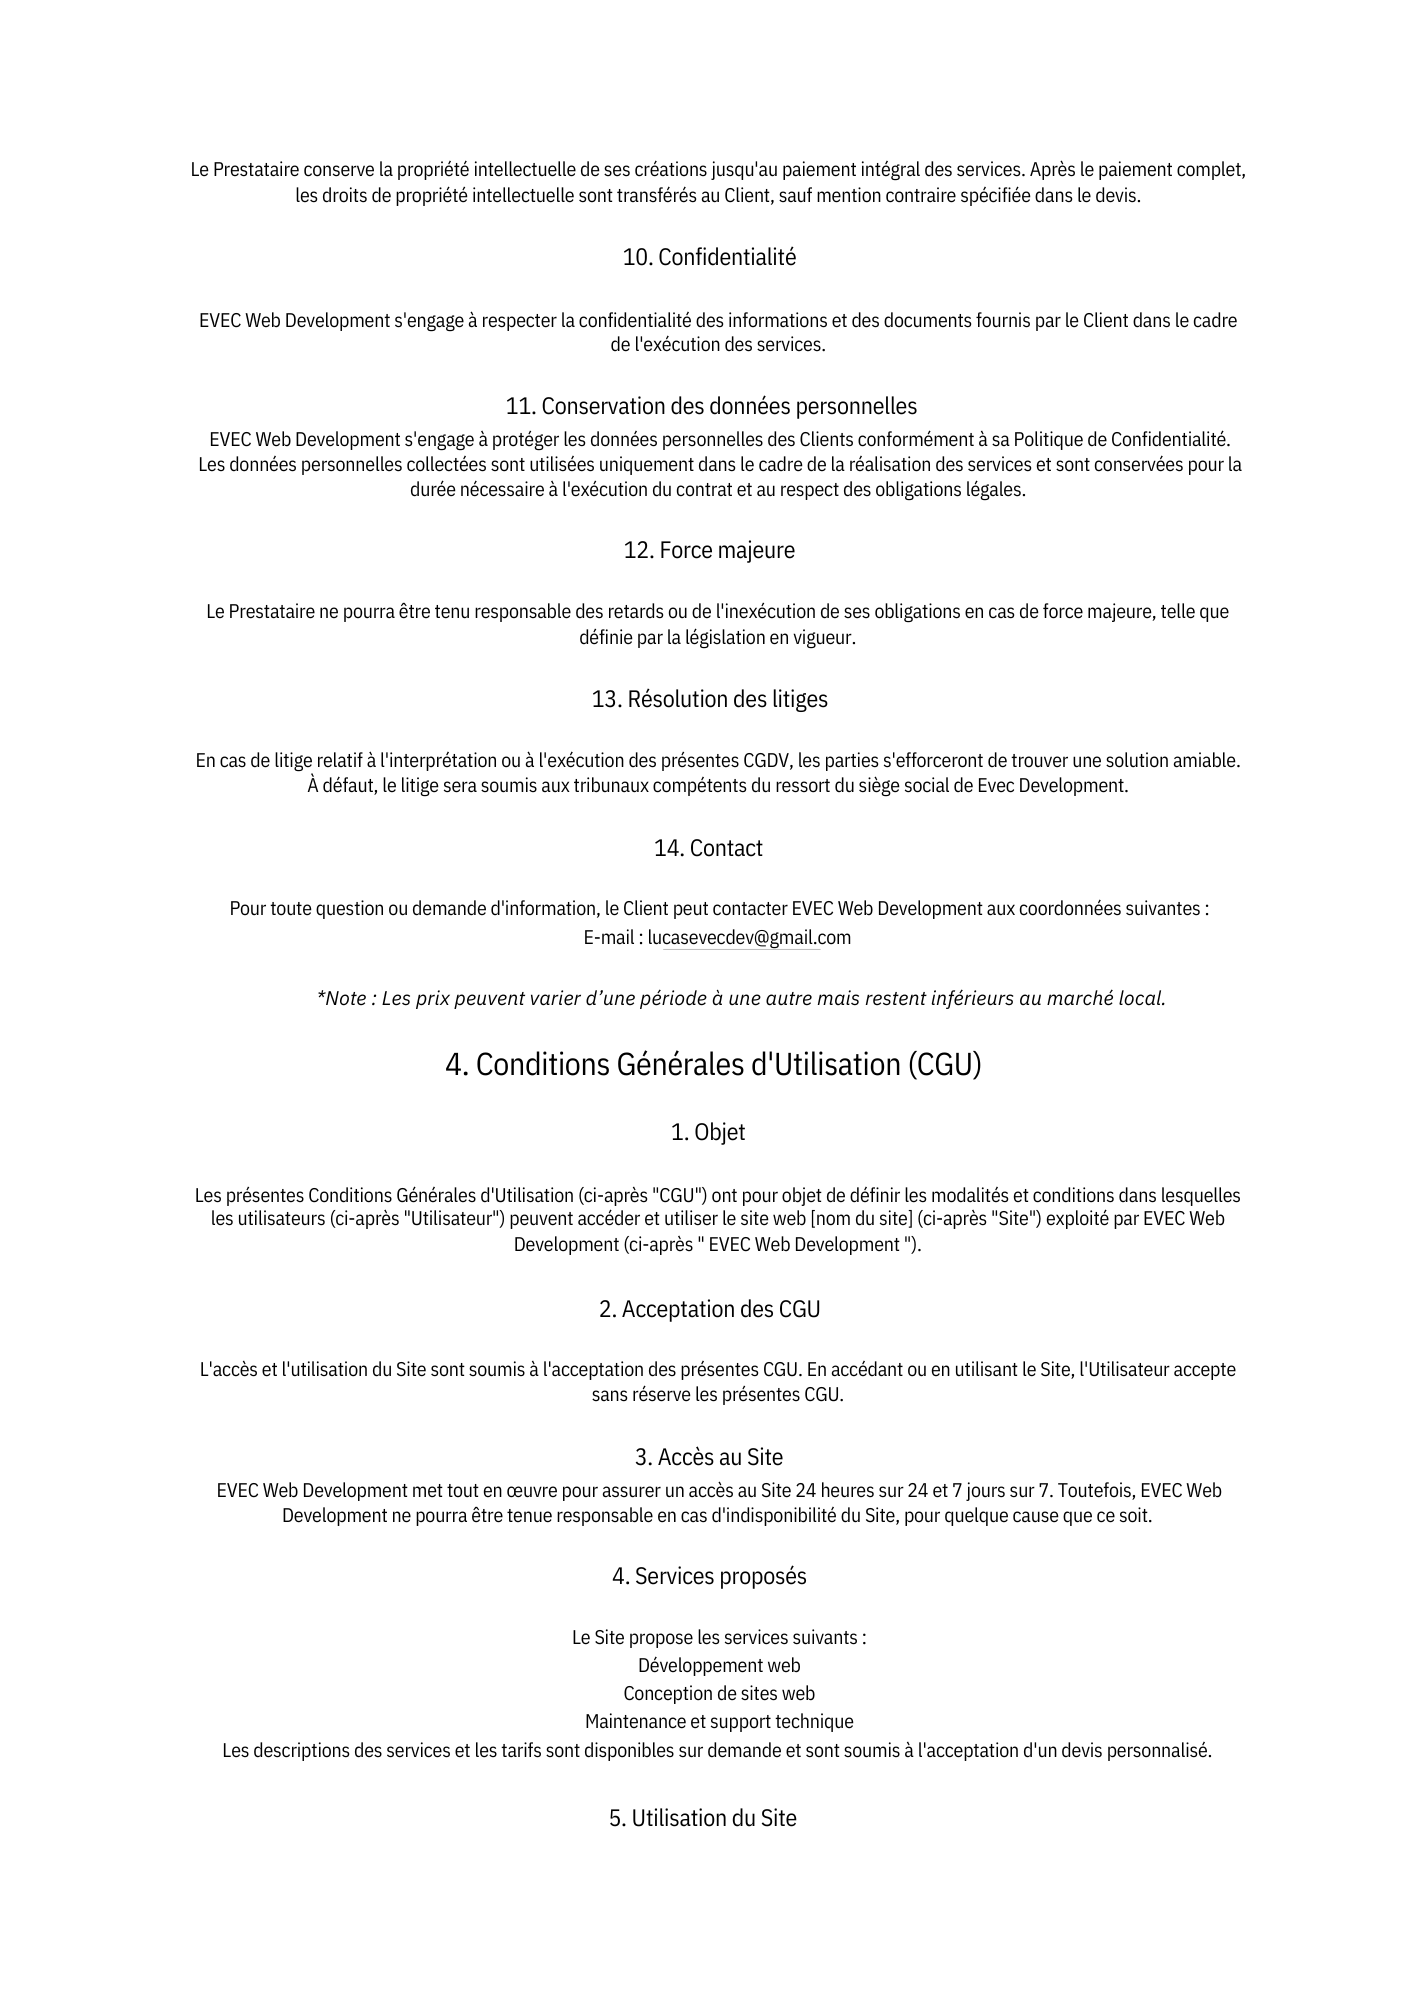 Le Prestataire conserve la propriété intellectuelle de ses créations jusqu'au paiement intégral des services. Après le paiement complet,
les droits de propriété intellectuelle sont transférés au Client, sauf mention contraire spécifiée dans le devis.
10. Confidentialité
EVEC Web Development s'engage à respecter la confidentialité des informations et des documents fournis par le Client dans le cadre
de l'exécution des services.
11. Conservation des données personnelles
EVEC Web Development s'engage à protéger les données personnelles des Clients conformément à sa Politique de Confidentialité.
Les données personnelles collectées sont utilisées uniquement dans le cadre de la réalisation des services et sont conservées pour la
durée nécessaire à l'exécution du contrat et au respect des obligations légales.
12. Force majeure
Le Prestataire ne pourra être tenu responsable des retards ou de l'inexécution de ses obligations en cas de force majeure, telle que
définie par la législation en vigueur.
13. Résolution des litiges
En cas de litige relatif à l'interprétation ou à l'exécution des présentes CGDV, les parties s'efforceront de trouver une solution amiable.
À défaut, le litige sera soumis aux tribunaux compétents du ressort du siège social de Evec Development.
14. Contact
Pour toute question ou demande d'information, le Client peut contacter EVEC Web Development aux coordonnées suivantes :
E-mail : lucasevecdev@gmail.com
*Note : Les prix peuvent varier d’une période à une autre mais restent inférieurs au marché local.
4. Conditions Générales d'Utilisation (CGU)
1. Objet
Les présentes Conditions Générales d'Utilisation (ci-après "CGU") ont pour objet de définir les modalités et conditions dans lesquelles
les utilisateurs (ci-après "Utilisateur") peuvent accéder et utiliser le site web [nom du site] (ci-après "Site") exploité par EVEC Web
Development (ci-après " EVEC Web Development ").
2. Acceptation des CGU
L'accès et l'utilisation du Site sont soumis à l'acceptation des présentes CGU. En accédant ou en utilisant le Site, l'Utilisateur accepte
sans réserve les présentes CGU.
3. Accès au Site
EVEC Web Development met tout en œuvre pour assurer un accès au Site 24 heures sur 24 et 7 jours sur 7. Toutefois, EVEC Web
Development ne pourra être tenue responsable en cas d'indisponibilité du Site, pour quelque cause que ce soit.
4. Services proposés
Le Site propose les services suivants :
Développement web
Conception de sites web
Maintenance et support technique
Les descriptions des services et les tarifs sont disponibles sur demande et sont soumis à l'acceptation d'un devis personnalisé.
5. Utilisation du Site